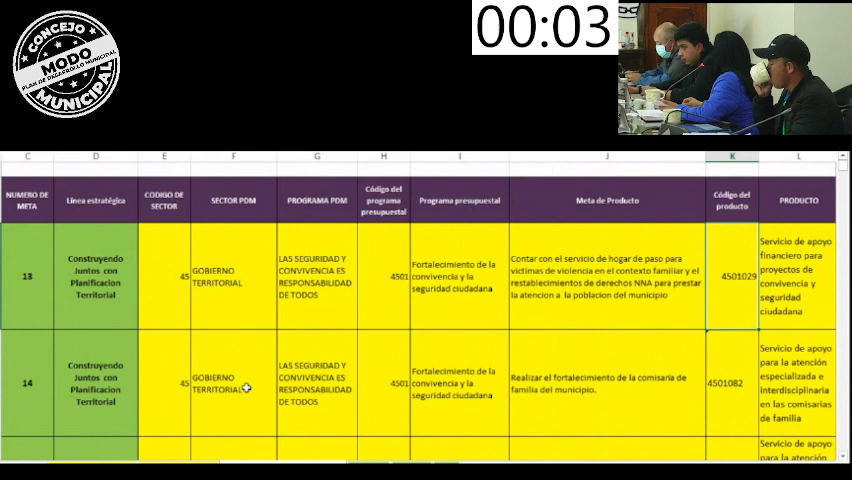 CONCEJO
MODO
PLAN DE DESARROLLO MUNICIPAL
MUNICIPAL
00:03
C D E F G H I J K L
NUMERO DE
META
Línea estratégica
CODIGO DE
SECTOR
SECTOR PDM
PROGRAMA PDM
Código del
programa
presupuestal
Programa presupuestal
Meta de Producto
Código del
producto
PRODUCTO
13
Construyendo
Juntos con
Planificacion
Territorial
45
GOBIERNO
TERRITORIAL
LAS SEGURIDAD Y
CONVIVENCIA ES
RESPONSABILIDAD
DE TODOS
4501
Fortalecimiento de la
convivencia y la
seguridad ciudadana
Contar con el servicio de hogar de paso para
victimas de violencia en el contexto familiar y el
restablecimientos de derechos NNA para prestar
la atencion a la poblacion del municipio
4501029
Servicio de apoyo
financiero para
proyectos de
convivencia y
seguridad
ciudadana
14
Construyendo
Juntos con
Planificacion
Territorial
45
GOBIERNO
TERRITORIAL
LAS SEGURIDAD Y
CONVIVENCIA ES
RESPONSABILIDAD
DE TODOS
4501
Fortalecimiento de la
convivencia y la
seguridad ciudadana
Realizar el fortalecimiento de la comisaría de
familia del municipio.
4501082
Servicio de apoyo
para la atención
especializada e
interdisciplinaria
en las comisarias
de familia
Servicio de apoyo
para la atención